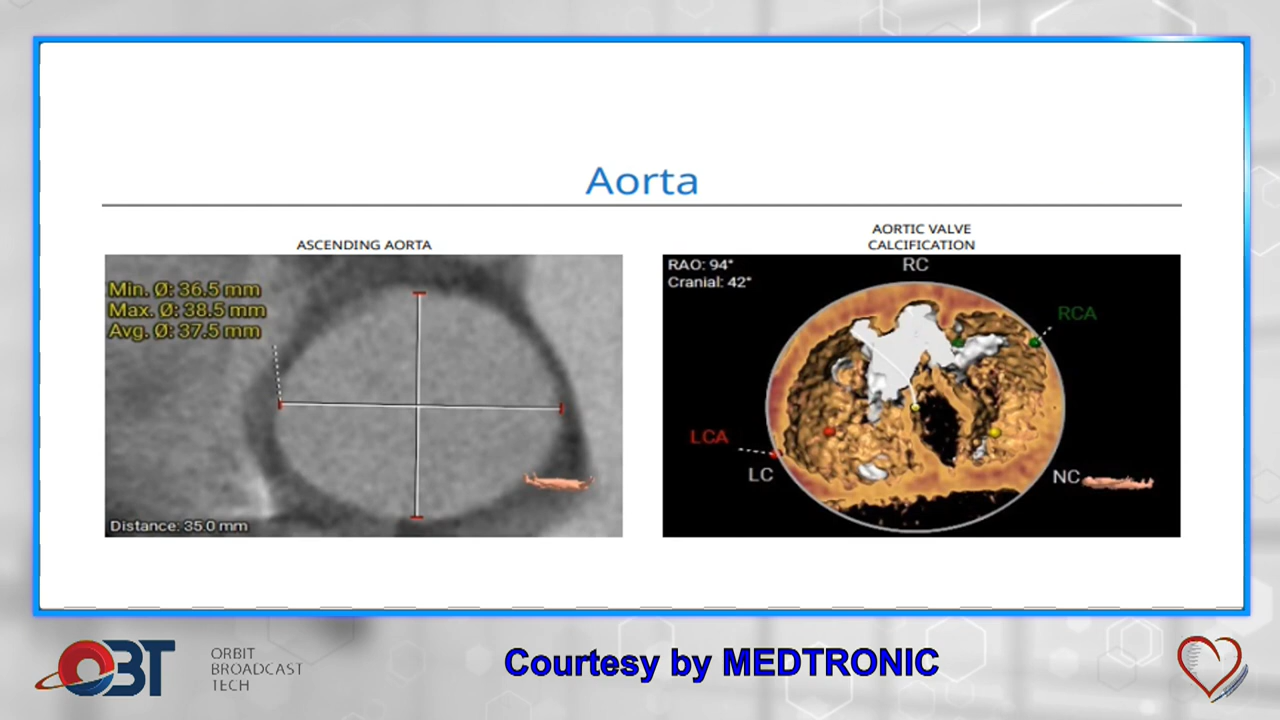 Aorta
ASCENDING AORTA
Min. Ø: 36.5 mm
Max. Ø: 38.5 mm
Avg. Ø: 37.5 mm
Distance: 35.0 mm
AORTIC VALVE
CALCIFICATION
RAO: 94°
Cranial: 42°
RC
RCA
LCA
LC
NC
OBT
ORBIT
BROADCAST
TECH
Courtesy by MEDTRONIC